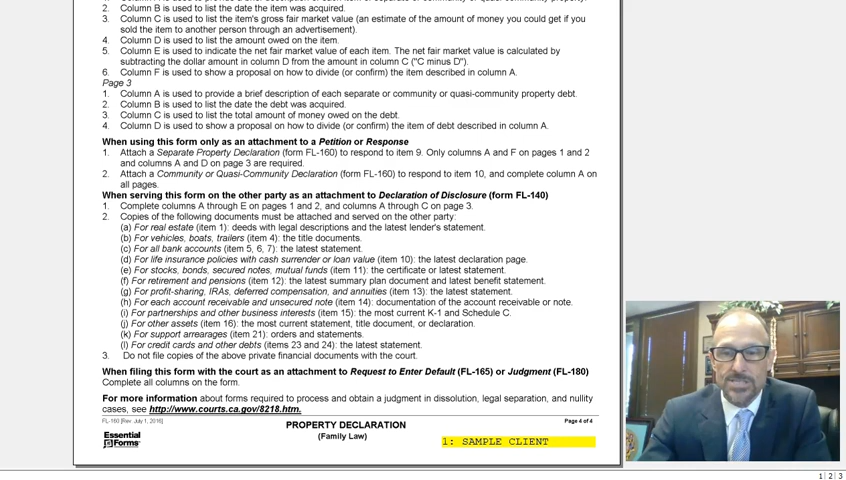 2. Column B is used to list the date the item was acquired.
3. Column C is used to list the item's gross fair market value (an estimate of the amount of money you could get if you
sold the item to another person through an advertisement).
4. Column D is used to list the amount owed on the item.
5. Column E is used to indicate the net fair market value of each item. The net fair market value is calculated by
subtracting the dollar amount in column D from the amount in column C ("C minus D").
6. Column F is used to show a proposal on how to divide (or confirm) the item described in column A.
Page 3
1. Column A is used to provide a brief description of each separate or community or quasi-community property debt.
2. Column B is used to list the date the debt was acquired.
3. Column C is used to list the total amount of money owed on the debt.
4. Column D is used to show a proposal on how to divide (or confirm) the item of debt described in column A.
When using this form only as an attachment to a Petition or Response
1. Attach a Separate Property Declaration (form FL-160) to respond to item 9. Only columns A and F on pages 1 and 2
and columns A and D on page 3 are required.
2. Attach a Community or Quasi-Community Declaration (form FL-160) to respond to item 10, and complete column A on
all pages.
When serving this form on the other party as an attachment to Declaration of Disclosure (form FL-140)
1. Complete columns A through E on pages 1 and 2, and columns A through C on page 3.
2. Copies of the following documents must be attached and served on the other party:
(a) For real estate (item 1): deeds with legal descriptions and the latest lender's statement.
(b) For vehicles, boats, trailers (item 4): the title documents.
(c) For all bank accounts (item 5, 6, 7): the latest statement.
(d) For life insurance policies with cash surrender or loan value (item 10): the latest declaration page.
(e) For stocks, bonds, secured notes, mutual funds (item 11): the certificate or latest statement.
(f) For retirement and pensions (item 12): the latest summary plan document and latest benefit statement.
(g) For profit-sharing, IRAs, deferred compensation, and annuities (item 13): the latest statement.
(h) For each account receivable and unsecured note (item 14): documentation of the account receivable or note.
(i) For partnerships and other business interests (item 15): the most current K-1 and Schedule C.
(j) For other assets (item 16): the most current statement, title document, or declaration.
(k) For support arrearages (item 21): orders and statements.
(l) For credit cards and other debts (items 23 and 24): the latest statement.
3. Do not file copies of the above private financial documents with the court.
When filing this form with the court as an attachment to Request to Enter Default (FL-165) or Judgment (FL-180)
Complete all columns on the form.
For more information about forms required to process and obtain a judgment in dissolution, legal separation, and nullity
cases, see http://www.courts.ca.gov/8218.htm.
FL-160 [Rev. July 1, 2016]
PROPERTY DECLARATION
(Family Law)
Page 4 of 4
Essential
Forms
1: SAMPLE CLIENT
1| 2| 3